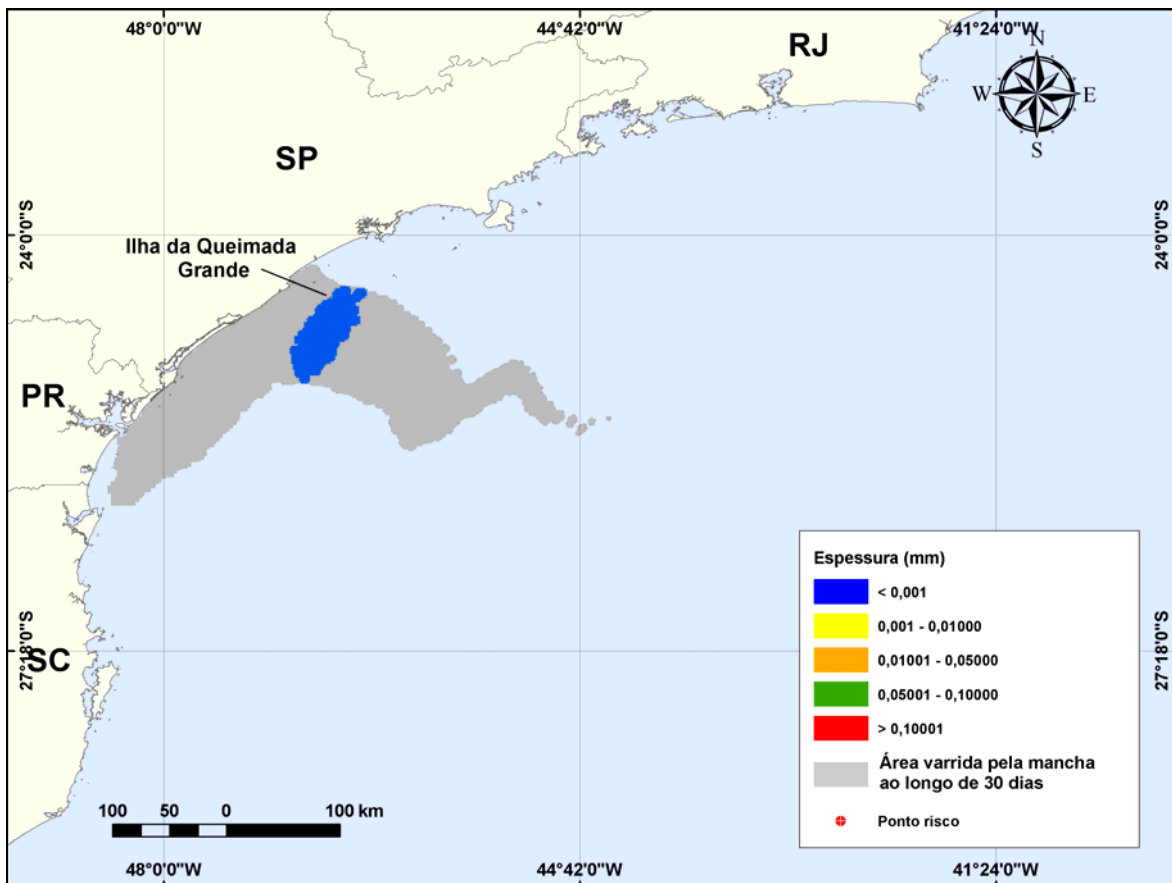 48°0'0"W
44°42'0"W
41°24'0"W
RJ
N
W
E
S
SP
24°0'0"S
24°0'0"S
Ilha da Queimada
Grande
PR
SC
27°18'0"S
27°18'0"S
Espessura (mm)
< 0,001
0,001 - 0,01000
0,01001 - 0,05000
0,05001 - 0,10000
> 0,10001
Área varrida pela mancha
ao longo de 30 dias
Ponto risco
100 50 0 100 km
48°0'0"W
44°42'0"W
41°24'0"W